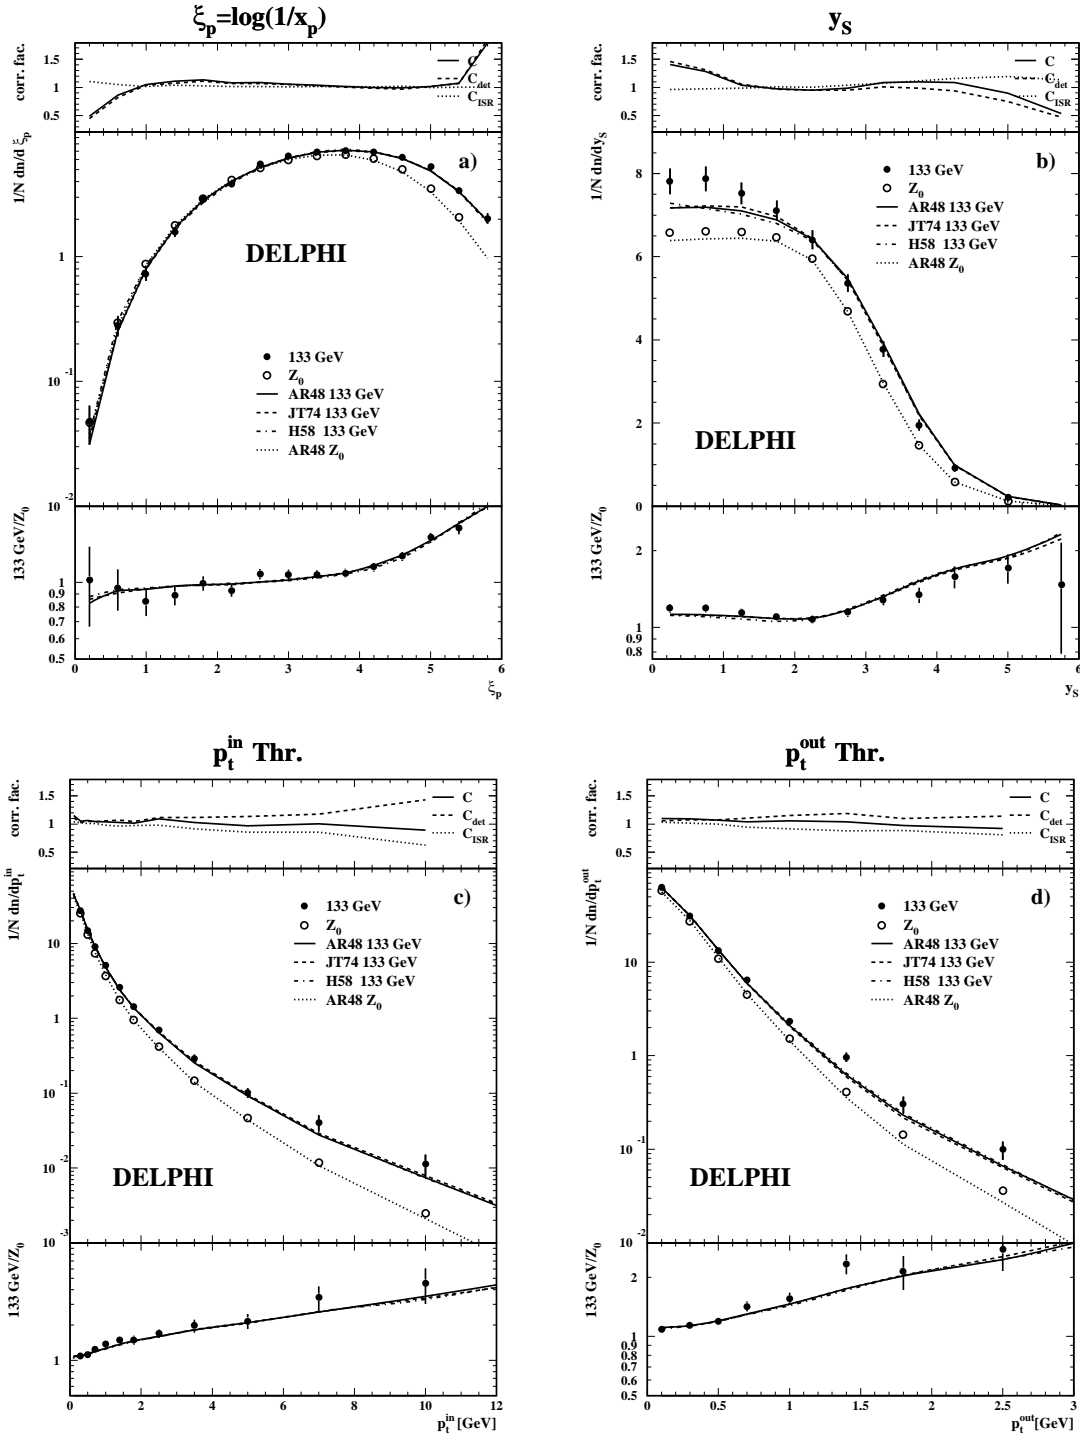 ξp=log(1/xp)
corr. fac.
1.5
1
0.5
C
Cdet
CISR
1/N dn/d ξp
a)
1
10-1
10-2
DELPHI
133 GeV
Z0
AR48 133 GeV
JT74 133 GeV
H58 133 GeV
AR48 Z0
133 GeV/Z0
1
0.9
0.8
0.7
0.6
0.5
0 1 2 3 4 5 6
ξp
yS
corr. fac.
1.5
1
0.5
C
Cdet
CISR
1/N dn/dyS
b)
8
6
4
2
0
133 GeV
Z0
AR48 133 GeV
JT74 133 GeV
H58 133 GeV
AR48 Z0
DELPHI
133 GeV/Z0
2
1
0.9
0.8
0 1 2 3 4 5 6
yS
ptin Thr.
corr. fac.
1.5
1
0.5
C
Cdet
CISR
1/N dn/dptin
c)
10
1
10-1
10-2
10-3
133 GeV
Z0
AR48 133 GeV
JT74 133 GeV
H58 133 GeV
AR48 Z0
DELPHI
133 GeV/Z0
1
0 2 4 6 8 10 12
ptin [GeV]
ptout Thr.
corr. fac.
1.5
1
0.5
C
Cdet
CISR
1/N dn/dptout
d)
10
1
10-1
10-2
133 GeV
Z0
AR48 133 GeV
JT74 133 GeV
H58 133 GeV
AR48 Z0
DELPHI
133 GeV/Z0
2
1
0.9
0.8
0.7
0.6
0.5
0 0.5 1 1.5 2 2.5 3
ptout [GeV]